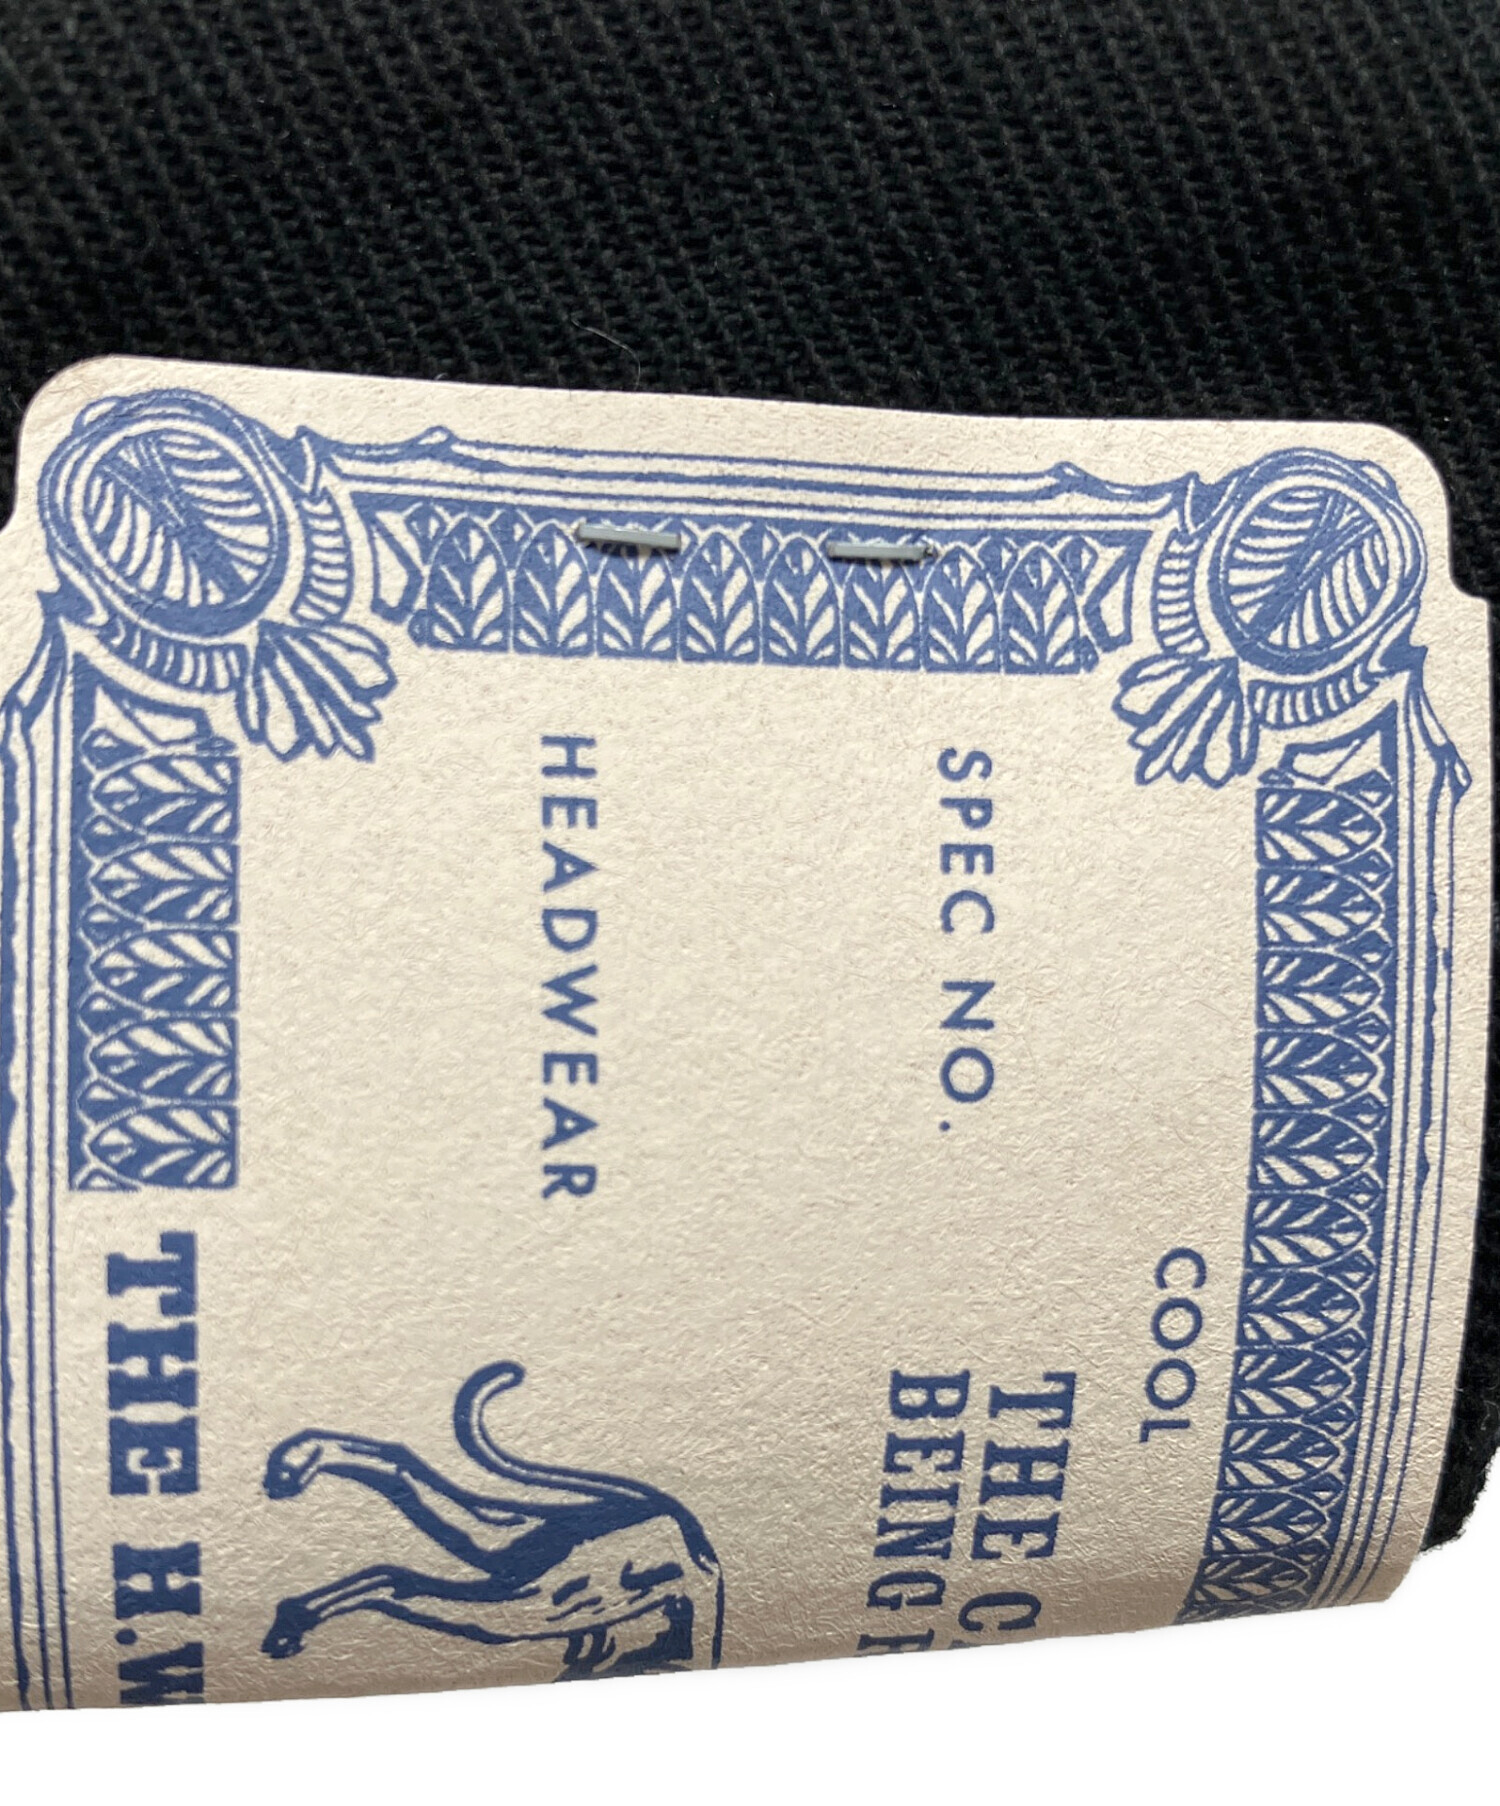 COOL
THE
BEING
SPEC NO.
HEADWEAR
THE H.W